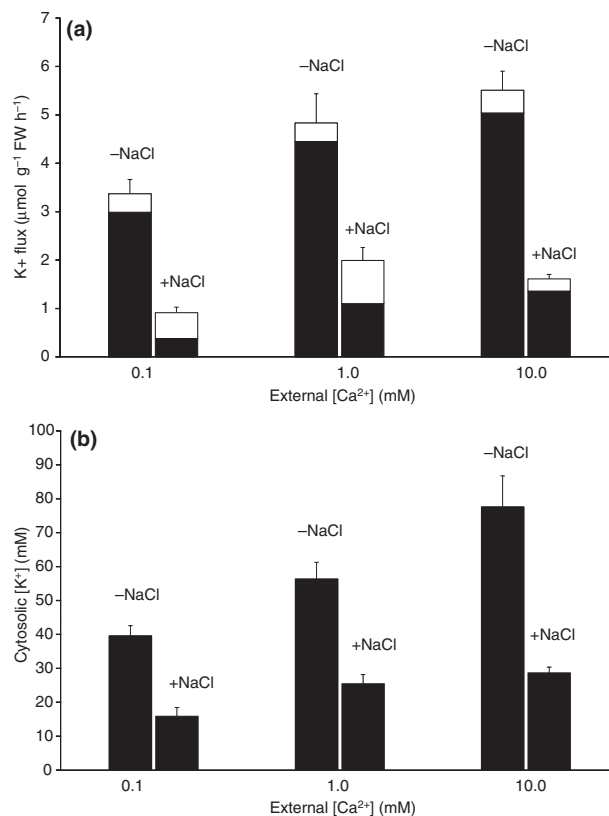 (a)
7
6
5
4
3
2
1
0
K+ flux (μmol g⁻¹ FW h⁻¹)
–NaCl
+NaCl
–NaCl
+NaCl
–NaCl
+NaCl
0.1
1.0
10.0
External [Ca²⁺] (mM)
(b)
100
90
80
70
60
50
40
30
20
10
0
Cytosolic [K⁺] (mM)
–NaCl
+NaCl
–NaCl
+NaCl
–NaCl
+NaCl
0.1
1.0
10.0
External [Ca²⁺] (mM)